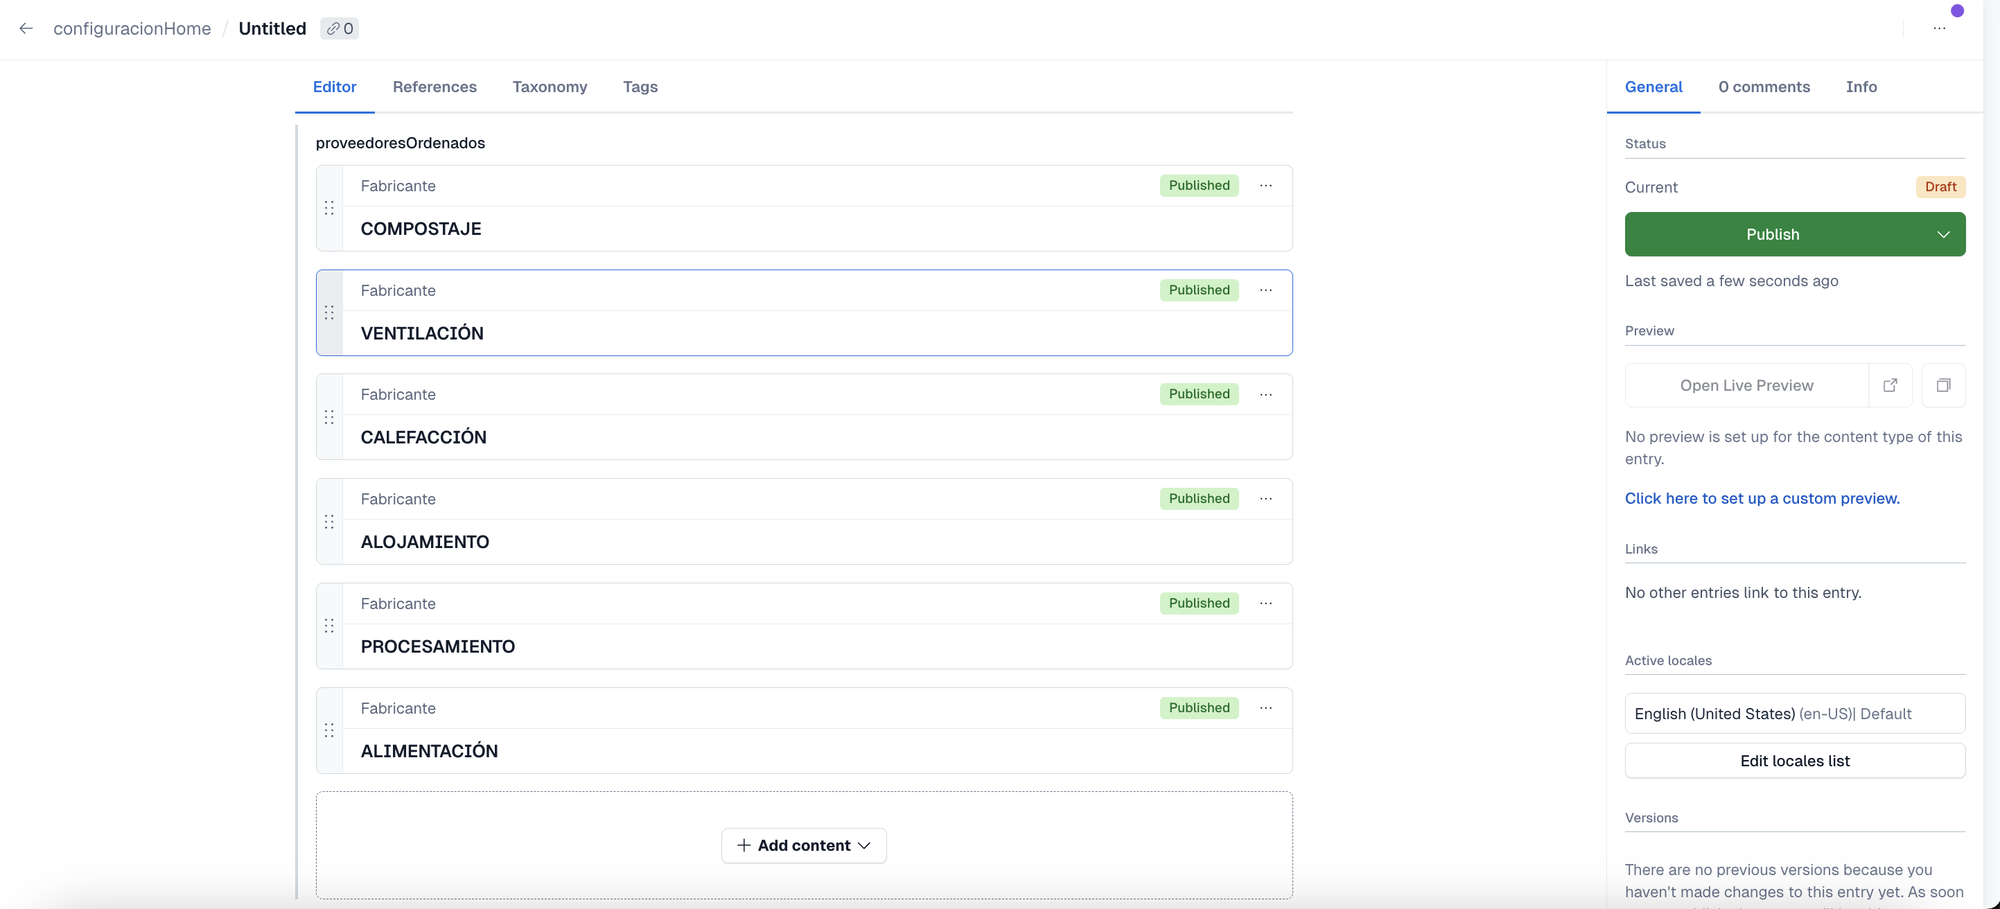 configuracionHome / Untitled 0
Editor References Taxonomy Tags
proveedoresOrdenados
Fabricante Published
COMPOSTAJE
Fabricante Published
VENTILACIÓN
Fabricante Published
CALEFACCIÓN
Fabricante Published
ALOJAMIENTO
Fabricante Published
PROCESAMIENTO
Fabricante Published
ALIMENTACIÓN
Add content
General 0 comments Info
Status
Current Draft
Publish
Last saved a few seconds ago
Preview
Open Live Preview
No preview is set up for the content type of this
entry.
Click here to set up a custom preview.
Links
No other entries link to this entry.
Active locales
English (United States) (en-US)| Default
Edit locales list
Versions
There are no previous versions because you
haven't made changes to this entry yet. As soon